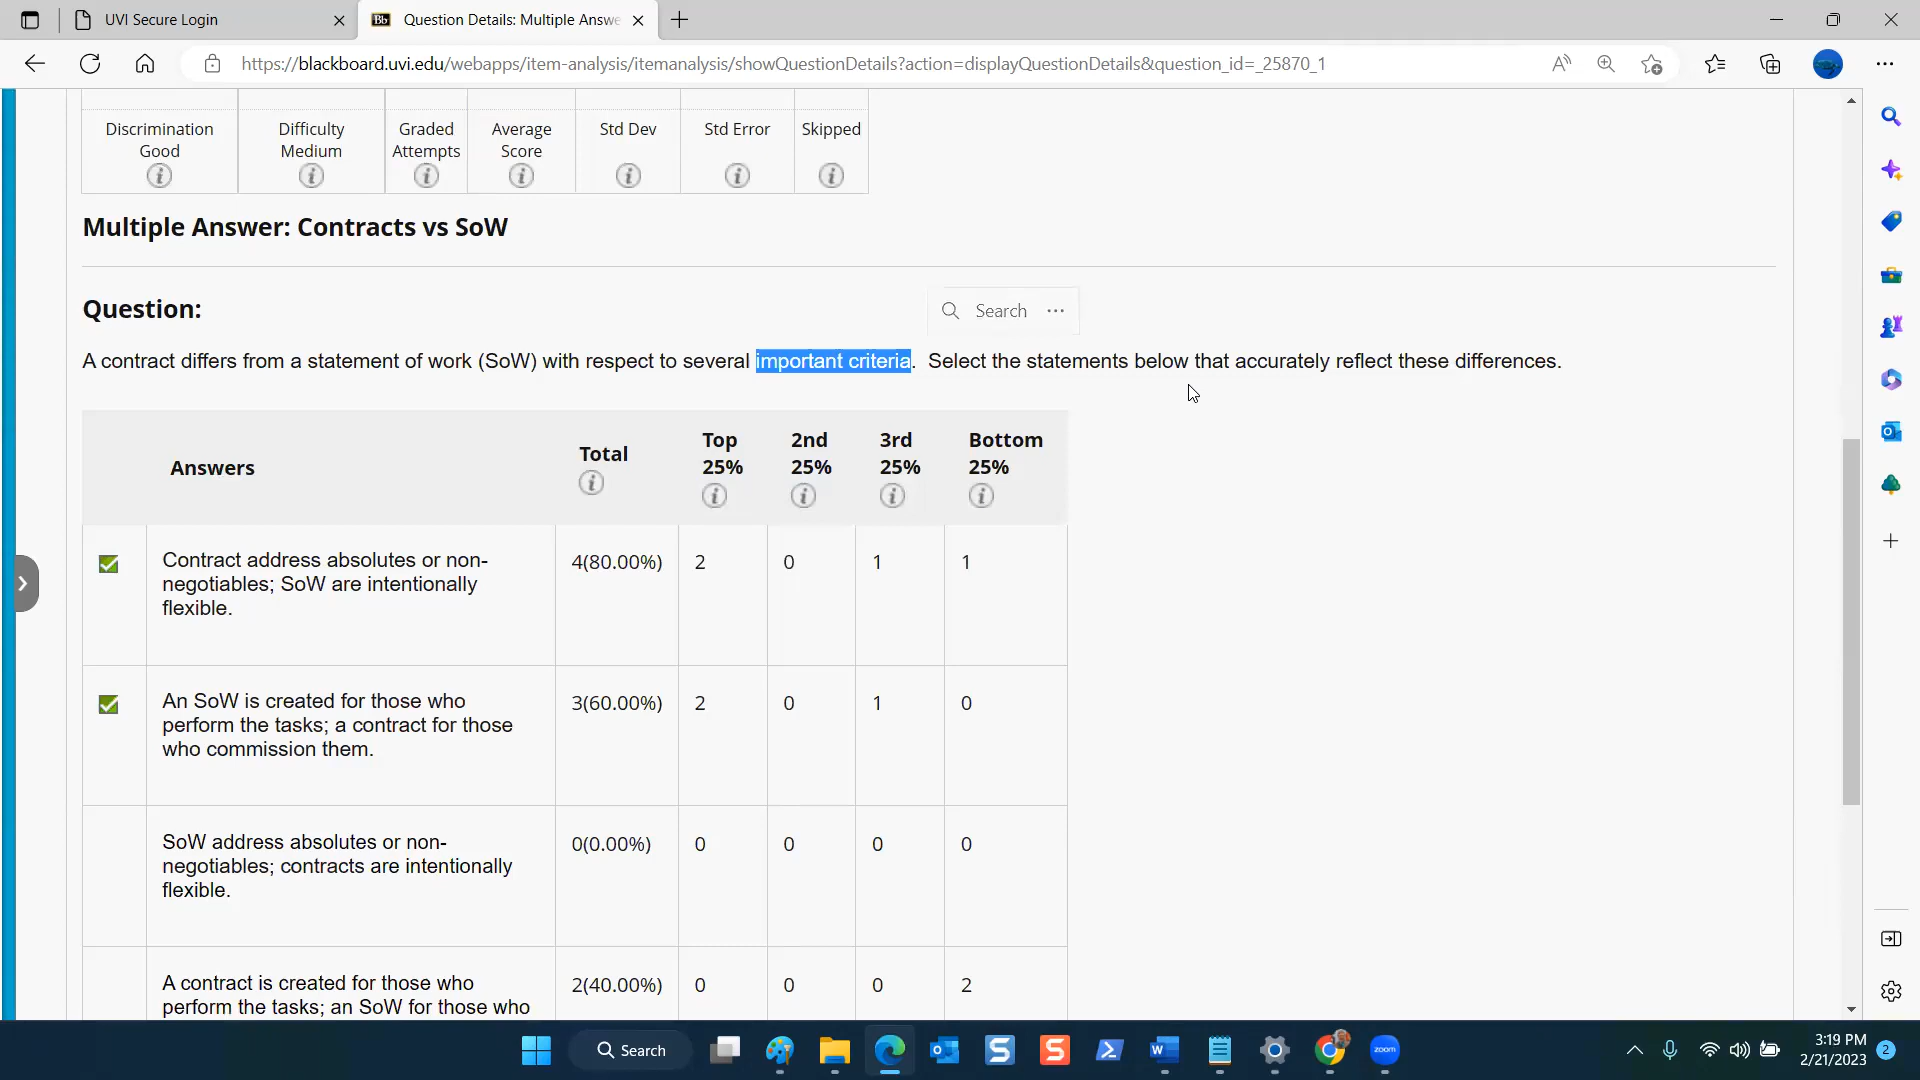 UVI Secure Login
Question Details: Multiple Answe
https://blackboard.uvi.edu/webapps/item-analysis/itemanalysis/showQuestionDetails?action=displayQuestionDetails&question_id=_25870_1
Discrimination
Good
Difficulty
Medium
Graded
Attempts
Average
Score
Std Dev
Std Error
Skipped
Multiple Answer: Contracts vs SoW
Question:
Search
A contract differs from a statement of work (SoW) with respect to several important criteria. Select the statements below that accurately reflect these differences.
Answers
Total
Top
25%
2nd
25%
3rd
25%
Bottom
25%
Contract address absolutes or non-
negotiables; SoW are intentionally
flexible.
4(80.00%) 2 0 1 1
An SoW is created for those who
perform the tasks; a contract for those
who commission them.
3(60.00%) 2 0 1 0
SoW address absolutes or non-
negotiables; contracts are intentionally
flexible.
0(0.00%) 0 0 0 0
A contract is created for those who
perform the tasks; an SoW for those who
2(40.00%) 0 0 0 2
Search
zoom
3:19 PM
2/21/2023
2